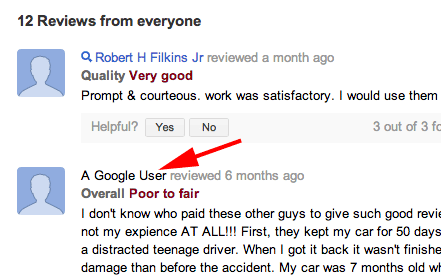 12 Reviews from everyone
Robert H Filkins Jr reviewed a month ago
Quality Very good
Prompt & courteous. work was satisfactory. I would use them
Helpful? Yes No 3 out of 3 fo
A Google User reviewed 6 months ago
Overall Poor to fair
I don't know who paid these other guys to give such good revie
not my expience AT ALL!!! First, they kept my car for 50 days
a distracted teenage driver. When I got it back it wasn't finishe
damage than before the accident. My car was 7 months old wh